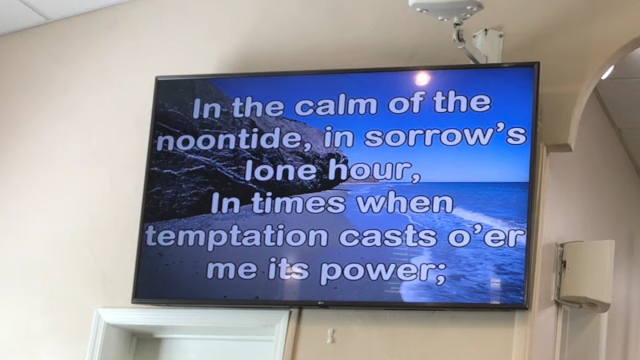 In the calm of the
noontide, in sorrow's
lone hour,
In times when
temptation casts o'er
me its power;